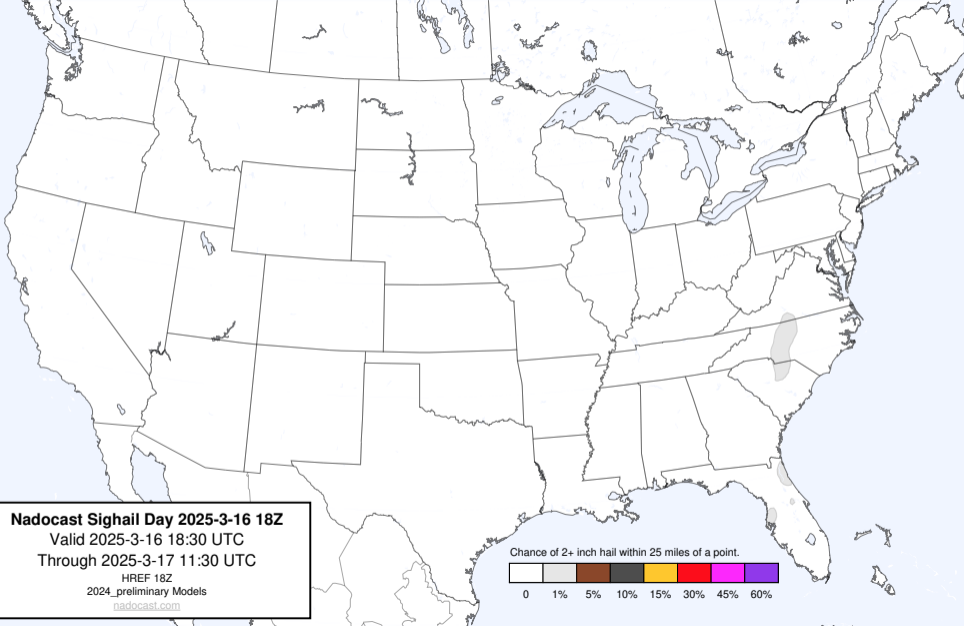 Nadocast Sighail Day 2025-3-16 18Z
Valid 2025-3-16 18:30 UTC
Through 2025-3-17 11:30 UTC
HREF 18Z
2024_preliminary Models
nadocast.com
Chance of 2+ inch hail within 25 miles of a point.
0 1% 5% 10% 15% 30% 45% 60%